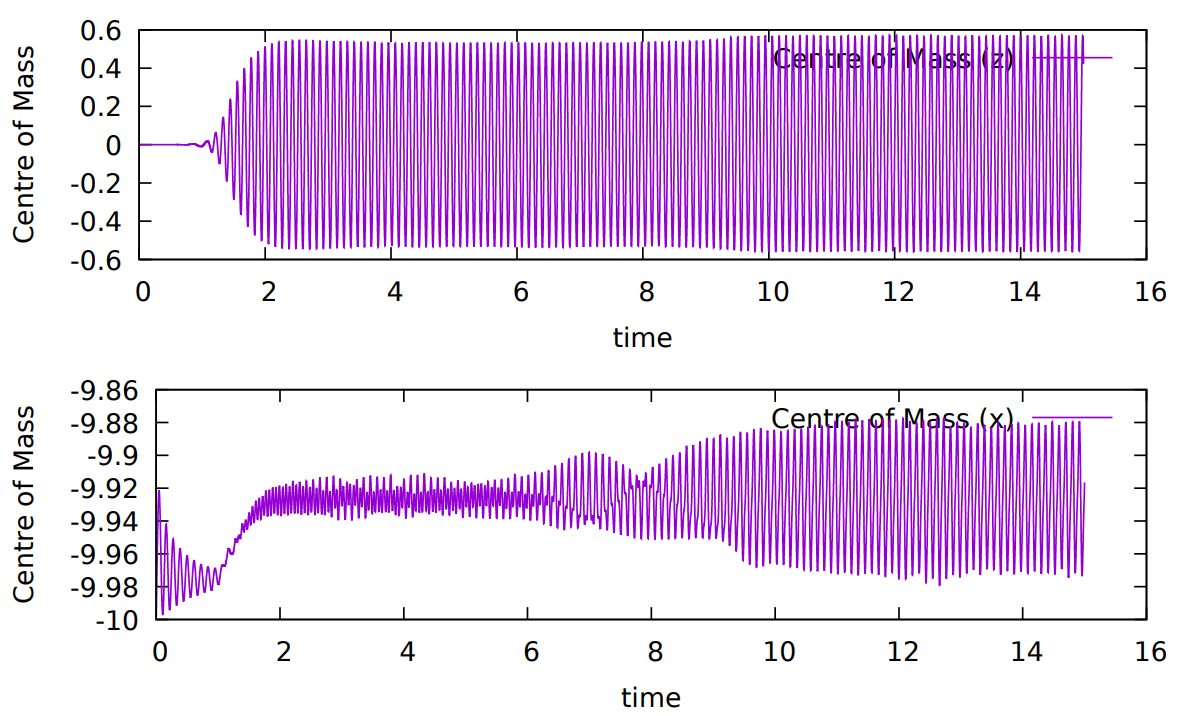 Centre of Mass
0.6
0.4
0.2
0
-0.2
-0.4
-0.6
Centre of Mass (z)
0 2 4 6 8 10 12 14 16
time
Centre of Mass
-9.86
-9.88
-9.9
-9.92
-9.94
-9.96
-9.98
-10
Centre of Mass (x)
0 2 4 6 8 10 12 14 16
time